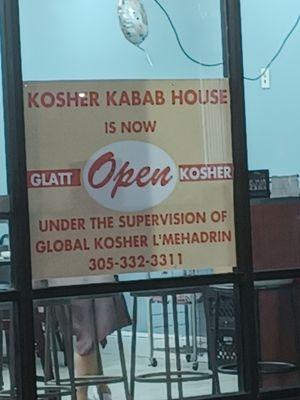 KOSHER KABAB HOUSE
IS NOW
GLATT Open KOSHER
UNDER THE SUPERVISION OF
GLOBAL KOSHER L'MEHADRIN
305-332-3311